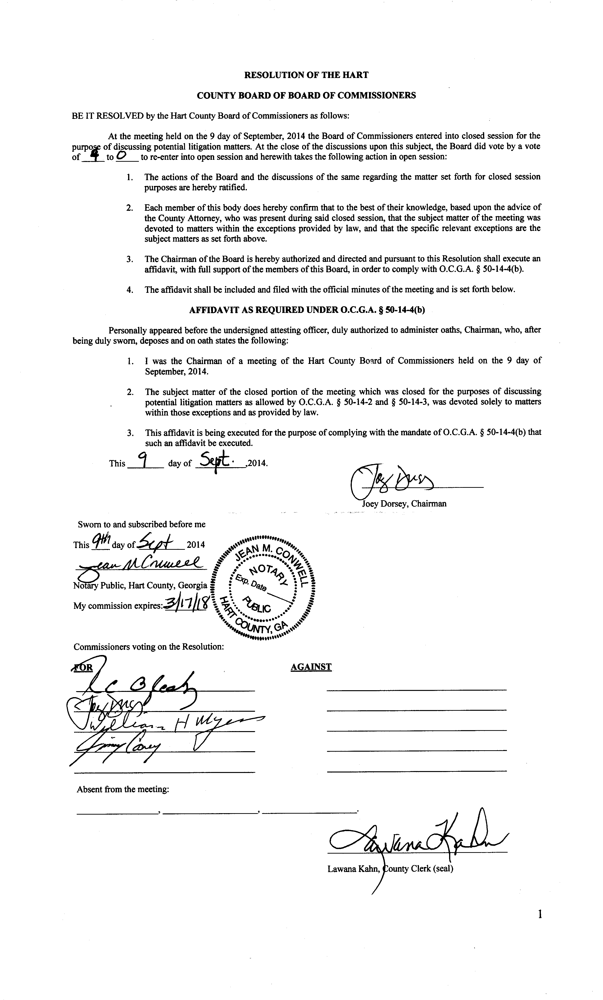 RESOLUTION OF THE HART
COUNTY BOARD OF BOARD OF COMMISSIONERS
BE IT RESOLVED by the Hart County Board of Commissioners as follows:
At the meeting held on the 9 day of September, 2014 the Board of Commissioners entered into closed session for the
purpose of discussing potential litigation matters. At the close of the discussions upon this subject, the Board did vote by a vote
of 4 to 0 to re-enter into open session and herewith takes the following action in open session:
1. The actions of the Board and the discussions of the same regarding the matter set forth for closed session
purposes are hereby ratified.
2. Each member of this body does hereby confirm that to the best of their knowledge, based upon the advice of
the County Attorney, who was present during said closed session, that the subject matter of the meeting was
devoted to matters within the exceptions provided by law, and that the specific relevant exceptions are the
subject matters as set forth above.
3. The Chairman of the Board is hereby authorized and directed and pursuant to this Resolution shall execute an
affidavit, with full support of the members of this Board, in order to comply with O.C.G.A. § 50-14-4(b).
4. The affidavit shall be included and filed with the official minutes of the meeting and is set forth below.
AFFIDAVIT AS REQUIRED UNDER O.C.G.A. § 50-14-4(b)
Personally appeared before the undersigned attesting officer, duly authorized to administer oaths, Chairman, who, after
being duly sworn, deposes and on oath states the following:
1. I was the Chairman of a meeting of the Hart County Board of Commissioners held on the 9 day of
September, 2014.
2. The subject matter of the closed portion of the meeting which was closed for the purposes of discussing
potential litigation matters as allowed by O.C.G.A. § 50-14-2 and § 50-14-3, was devoted solely to matters
within those exceptions and as provided by law.
3. This affidavit is being executed for the purpose of complying with the mandate of O.C.G.A. § 50-14-4(b) that
such an affidavit be executed.
This 9 day of Sept. ,2014.
Joey Dorsey, Chairman
Sworn to and subscribed before me
This 9th day of Sept 2014
Jean M Conwell
Notary Public, Hart County, Georgia
My commission expires: 3/17/18
JEAN M. CONWELL
NOTARY
Exp. Date
PUBLIC
HART COUNTY, GA
Commissioners voting on the Resolution:
FOR AGAINST
William H Myers
Jimmy Carey
Absent from the meeting:
Lawana Kahn
Lawana Kahn, County Clerk (seal)
1